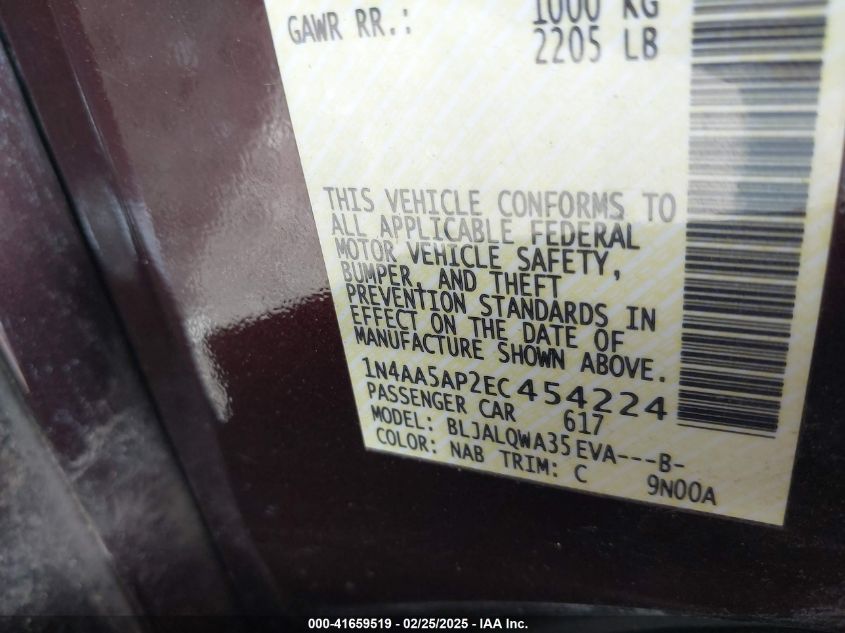 GAWR RR.: 1000 KG
2205 LB
THIS VEHICLE CONFORMS TO
ALL APPLICABLE FEDERAL
MOTOR VEHICLE SAFETY,
BUMPER, AND THEFT
PREVENTION STANDARDS IN
EFFECT ON THE DATE OF
MANUFACTURE SHOWN ABOVE.
1N4AA5AP2EC454224
PASSENGER CAR 617
MODEL: BLJALQWA35EVA---B-
COLOR: NAB TRIM: C 9N00A
000-41659519 / 02/25/2025 - IAA Inc.